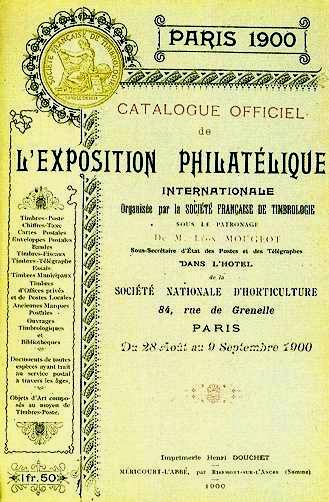 SOCIÉTÉ FRANÇAISE DE TIMBROLOGIE
PARIS 1900
CATALOGUE OFFICIEL
de
L'EXPOSITION PHILATÉLIQUE
INTERNATIONALE
Organisée par la SOCIÉTÉ FRANÇAISE DE TIMBROLOGIE
SOUS LE PATRONAGE
De M. Léon MOUGEOT
Sous-Secrétaire d'État des Postes et des Télégraphes
DANS L'HOTEL
de la
SOCIÉTÉ NATIONALE D'HORTICULTURE
84, rue de Grenelle
PARIS
Du 28 Août au 9 Septembre 1900
Timbres-Poste
Chiffres-Taxe
Cartes Postales
Enveloppes Postales
Bandes
Timbres-Fiscaux
Timbres-Télégraphe
Essais
Timbres Municipaux
Timbres
d'Offices privés
et de Postes Locales
Anciennes Marques
Postales
Ouvrages
Timbrologiques
et
Bibliothèques
Documents de toutes
espèces ayant trait
au service postal
à travers les âges.
Objets d'Art compo-
sés au moyen de
Timbres-Poste.
1fr.50
Imprimerie Henri DOUCHET
MÉRICOURT-L'ABBÉ, par RIBEMONT-SUR-L'ANCRE (Somme)
1900